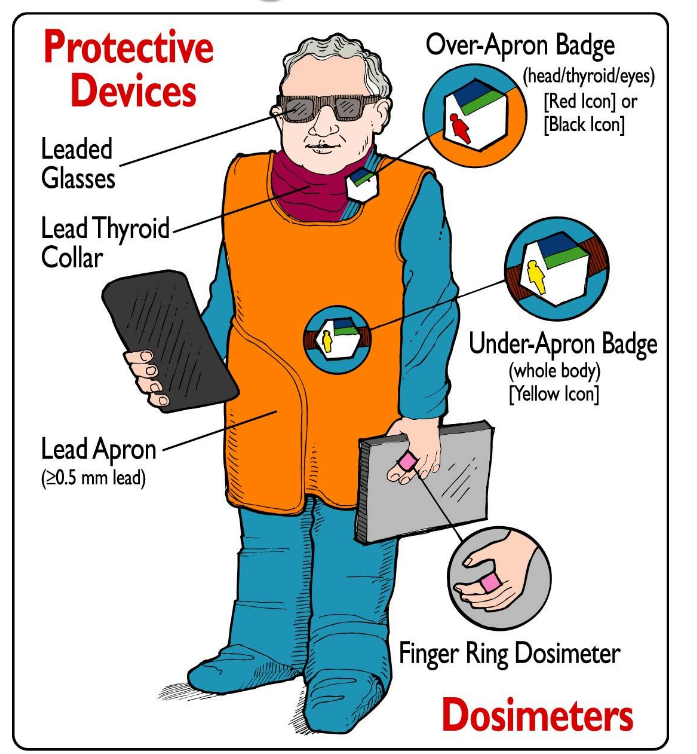 Protective
Devices
Over-Apron Badge
(head/thyroid/eyes)
[Red Icon] or
[Black Icon]
Leaded
Glasses
Lead Thyroid
Collar
Under-Apron Badge
(whole body)
[Yellow Icon]
Lead Apron
(≥0.5 mm lead)
Finger Ring Dosimeter
Dosimeters